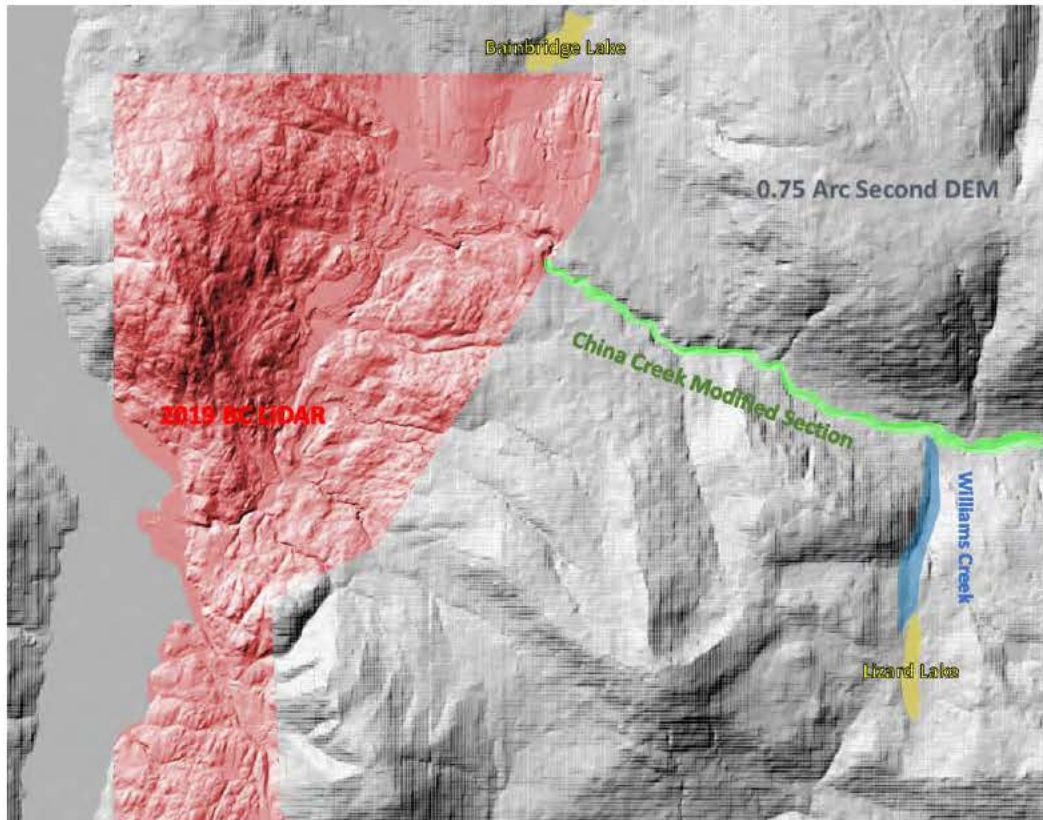 Bainbridge Lake
0.75 Arc Second DEM
China Creek Modified Section
2019 BC LiDAR
Williams Creek
Lizard Lake